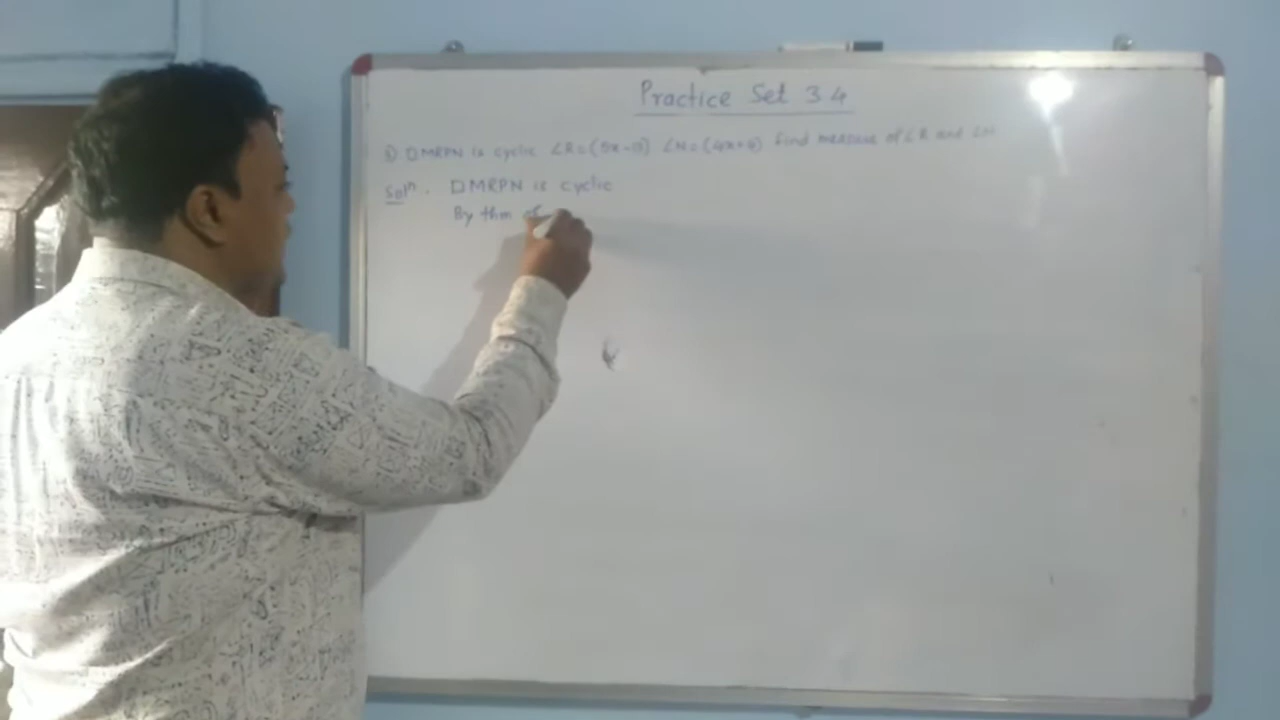 Practice Set 3 4
□MRPN is cyclic ∠R = (5x-13) ∠N = (4x+4) find measure of ∠R and ∠N
Solⁿ. □MRPN is cyclic
By thm of